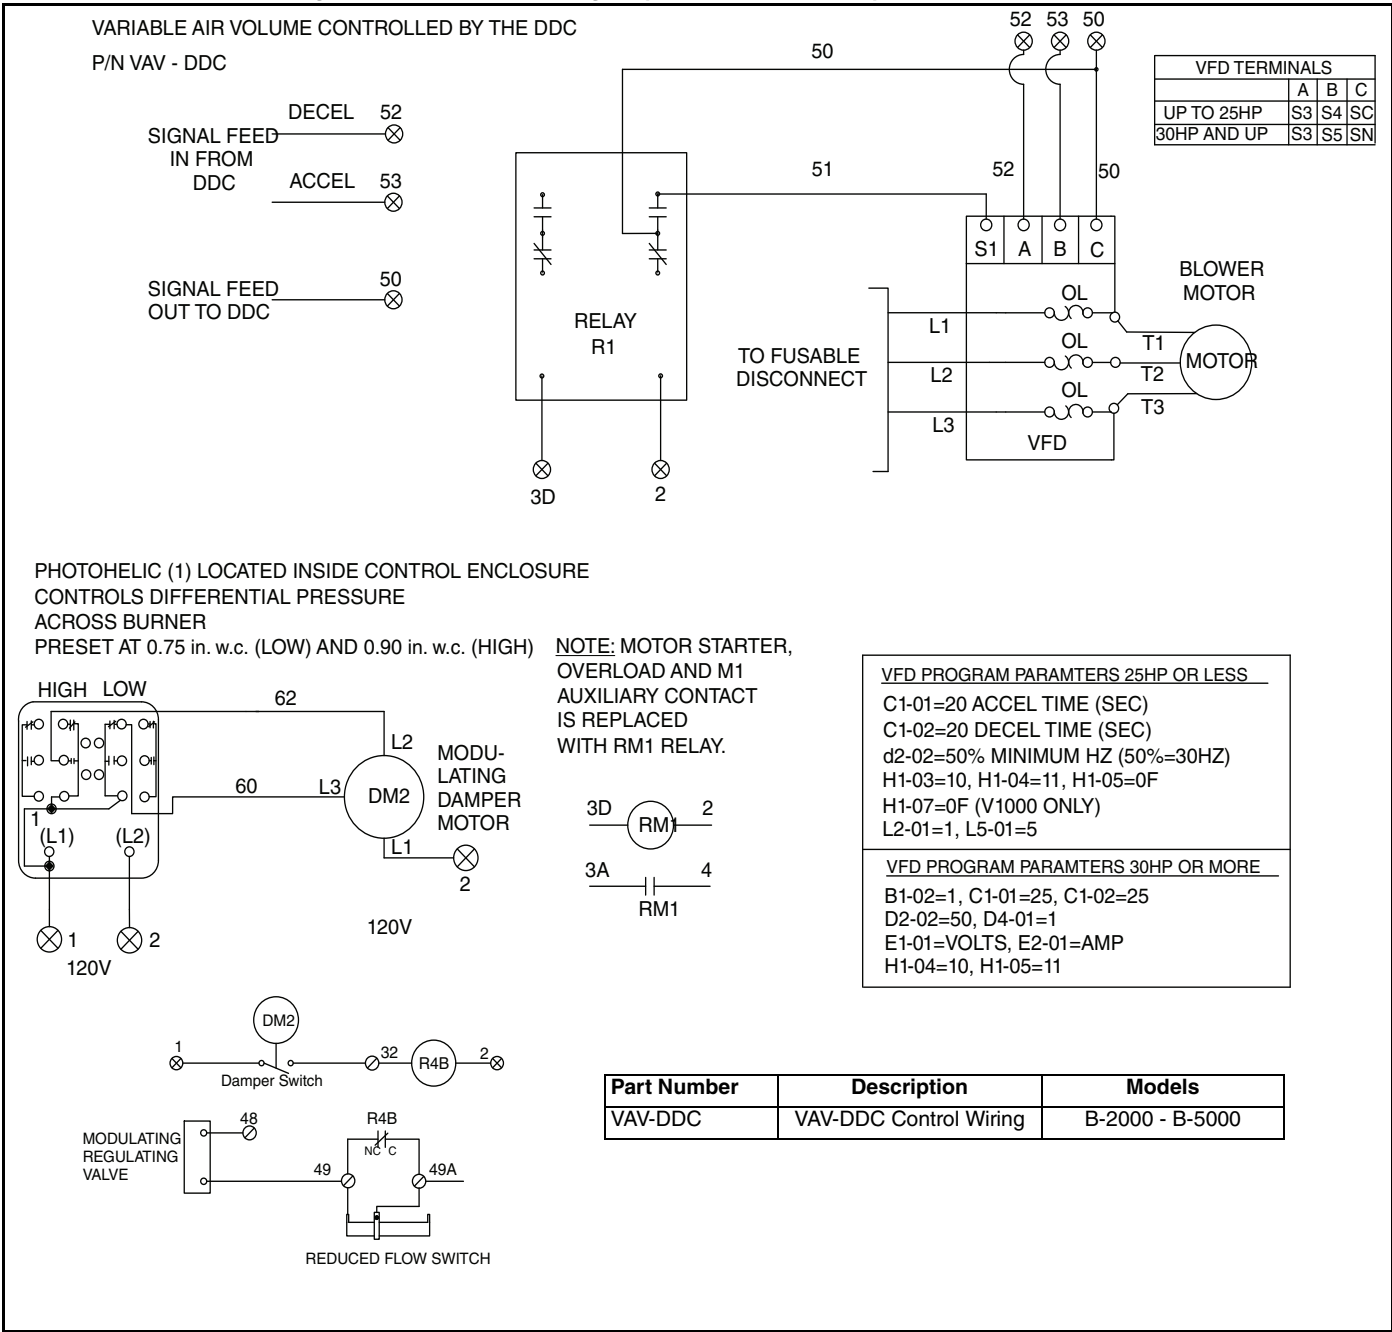 VARIABLE AIR VOLUME CONTROLLED BY THE DDC
P/N VAV - DDC
DECEL 52
SIGNAL FEED
IN FROM
DDC
ACCEL 53
SIGNAL FEED
OUT TO DDC
50
52 53 50
50
51
52
50
VFD TERMINALS
A B C
UP TO 25HP S3 S4 SC
30HP AND UP S3 S5 SN
RELAY
R1
3D
2
S1 A B C
BLOWER
MOTOR
TO FUSABLE
DISCONNECT
L1
OL
T1
L2
OL
T2
L3
OL
T3
MOTOR
VFD
PHOTOHELIC (1) LOCATED INSIDE CONTROL ENCLOSURE
CONTROLS DIFFERENTIAL PRESSURE
ACROSS BURNER
PRESET AT 0.75 in. w.c. (LOW) AND 0.90 in. w.c. (HIGH)
HIGH LOW
62
60
L2
L3
DM2
L1
2
MODU-
LATING
DAMPER
MOTOR
1
(L1) (L2)
1
2
120V
120V
NOTE: MOTOR STARTER,
OVERLOAD AND M1
AUXILIARY CONTACT
IS REPLACED
WITH RM1 RELAY.
3D RM1 2
3A 4
RM1
VFD PROGRAM PARAMTERS 25HP OR LESS
C1-01=20 ACCEL TIME (SEC)
C1-02=20 DECEL TIME (SEC)
d2-02=50% MINIMUM HZ (50%=30HZ)
H1-03=10, H1-04=11, H1-05=0F
H1-07=0F (V1000 ONLY)
L2-01=1, L5-01=5
VFD PROGRAM PARAMTERS 30HP OR MORE
B1-02=1, C1-01=25, C1-02=25
D2-02=50, D4-01=1
E1-01=VOLTS, E2-01=AMP
H1-04=10, H1-05=11
DM2
1
Damper Switch
32
R4B
2
MODULATING
REGULATING
VALVE
48
49
R4B
NC C
49A
REDUCED FLOW SWITCH
Part Number Description Models
VAV-DDC VAV-DDC Control Wiring B-2000 - B-5000